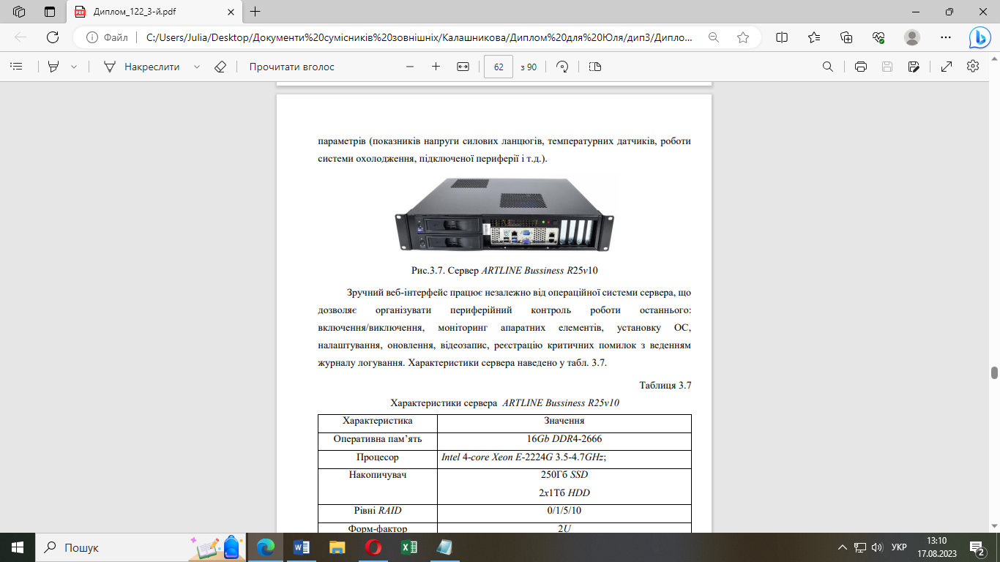 Диплом_122_3-й.pdf
Файл
C:/Users/Julia/Desktop/Документи%20сумісників%20зовнішніх/Калашникова/Диплом%20для%20Юля/дип3/Дипло...
Накреслити
Прочитати вголос
62
з 90
параметрів (показників напруги силових ланцюгів, температурних датчиків, роботи
системи охолодження, підключеної периферії і т.д.).
Рис.3.7. Сервер ARTLINE Bussiness R25v10
Зручний веб-інтерфейс працює незалежно від операційної системи сервера, що
дозволяє організувати периферійний контроль роботи останнього:
включення/виключення, моніторинг апаратних елементів, установку ОС,
налаштування, оновлення, відеозапис, реєстрацію критичних помилок з веденням
журналу логування. Характеристики сервера наведено у табл. 3.7.
Таблиця 3.7
Характеристики сервера ARTLINE Bussiness R25v10
Характеристика Значення
Оперативна пам’ять 16Gb DDR4-2666
Процесор Intel 4-core Xeon E-2224G 3.5-4.7GHz;
Накопичувач 250Гб SSD
2x1Тб HDD
Рівні RAID 0/1/5/10
Форм-фактор 2U
Пошук
УКР
13:10
17.08.2023
2